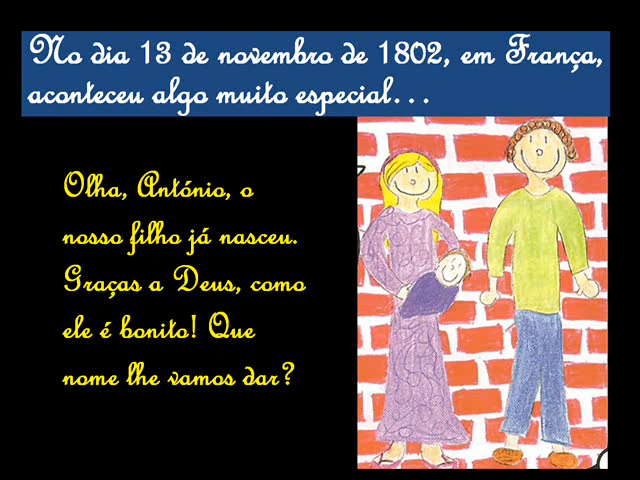 No dia 13 de novembro de 1802, em França,
aconteceu algo muito especial...
Olha, António, o
nosso filho já nasceu.
Graças a Deus, como
ele é bonito! Que
nome lhe vamos dar?